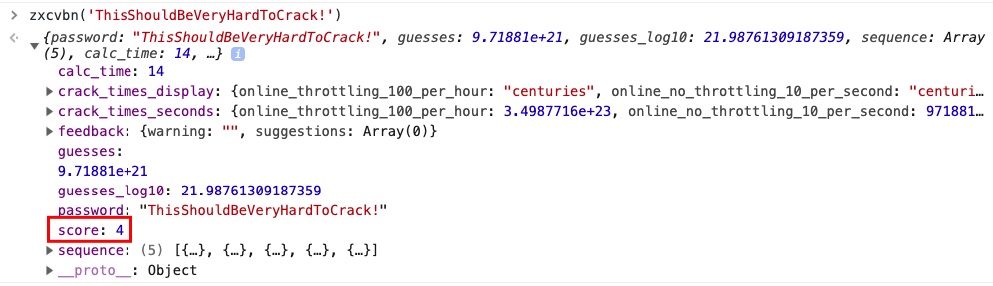 > zxcvbn('ThisShouldBeVeryHardToCrack!')
{password: "ThisShouldBeVeryHardToCrack!", guesses: 9.71881e+21, guesses_log10: 21.98761309187359, sequence: Array
(5), calc_time: 14, …} i
calc_time: 14
crack_times_display: {online_throttling_100_per_hour: "centuries", online_no_throttling_10_per_second: "centuri…
crack_times_seconds: {online_throttling_100_per_hour: 3.4987716e+23, online_no_throttling_10_per_second: 971881…
feedback: {warning: "", suggestions: Array(0)}
guesses:
9.71881e+21
guesses_log10: 21.98761309187359
password: "ThisShouldBeVeryHardToCrack!"
score: 4
sequence: (5) [{…}, {…}, {…}, {…}, {…}]
__proto__: Object